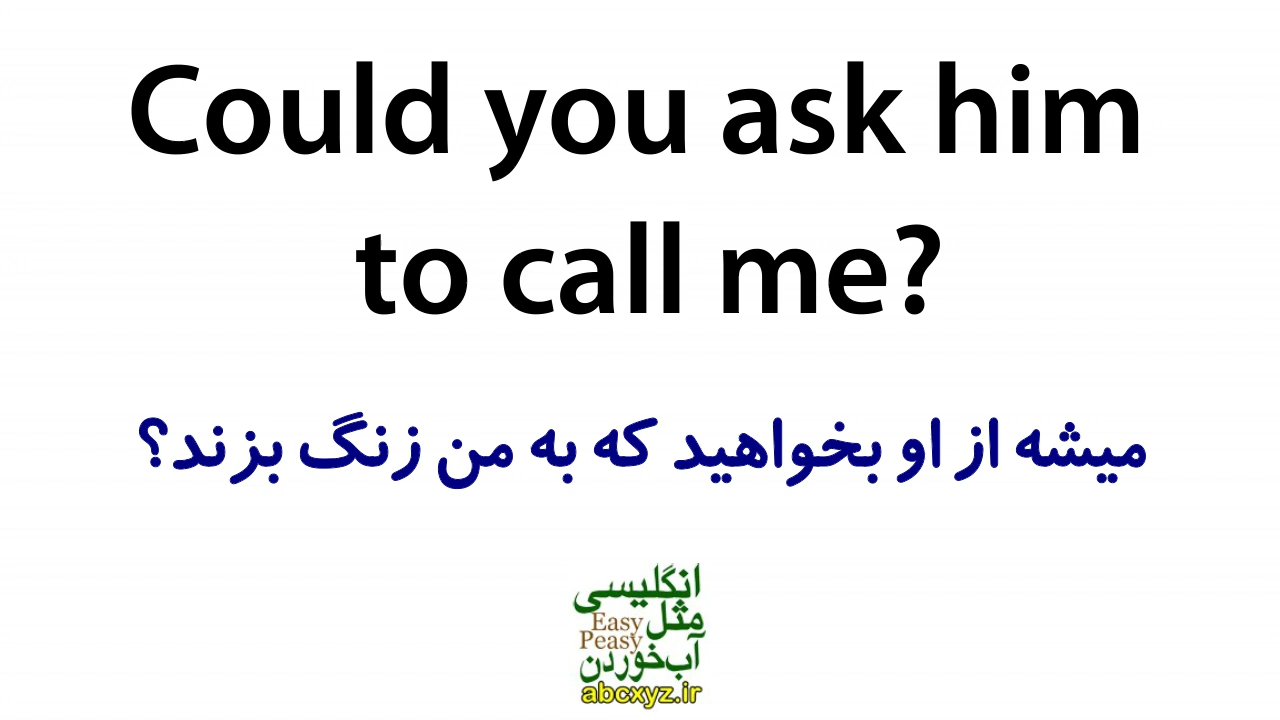 Could you ask him
to call me?
میشه از او بخواهید که به من زنگ بزند؟
انگلیسی
مثل
Easy
Peasy
آب‌خوردن
abcxyz.ir